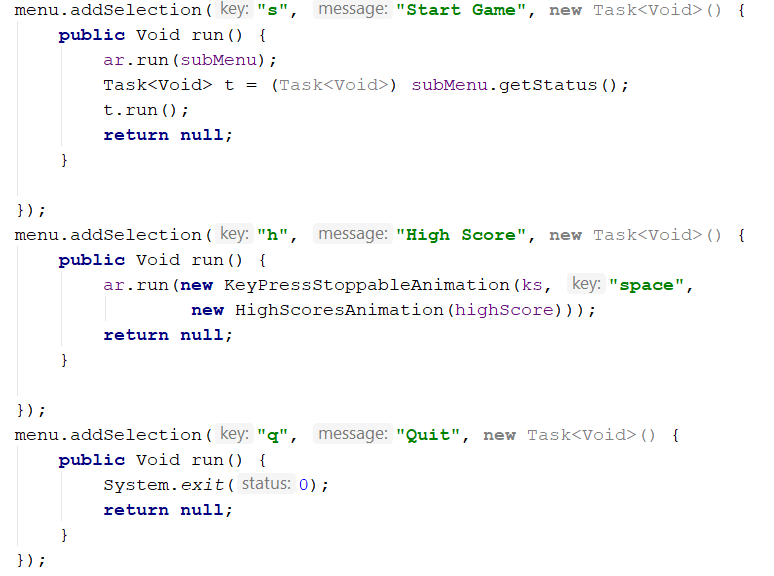 menu.addSelection( key: "s", message: "Start Game", new Task<Void>() {
    public Void run() {
        ar.run(subMenu);
        Task<Void> t = (Task<Void>) subMenu.getStatus();
        t.run();
        return null;
    }

});
menu.addSelection( key: "h", message: "High Score", new Task<Void>() {
    public Void run() {
        ar.run(new KeyPressStoppableAnimation(ks, key: "space",
                new HighScoresAnimation(highScore)));
        return null;
    }

});
menu.addSelection( key: "q", message: "Quit", new Task<Void>() {
    public Void run() {
        System.exit( status: 0);
        return null;
    }
});